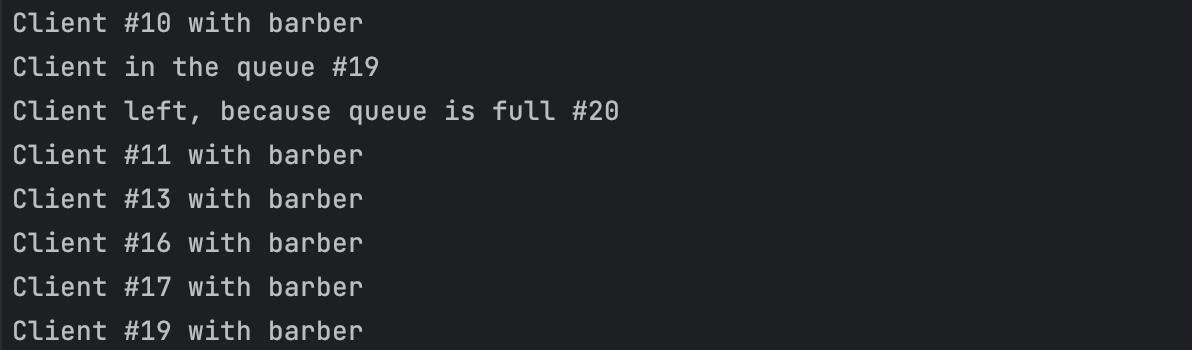 Client #10 with barber
Client in the queue #19
Client left, because queue is full #20
Client #11 with barber
Client #13 with barber
Client #16 with barber
Client #17 with barber
Client #19 with barber